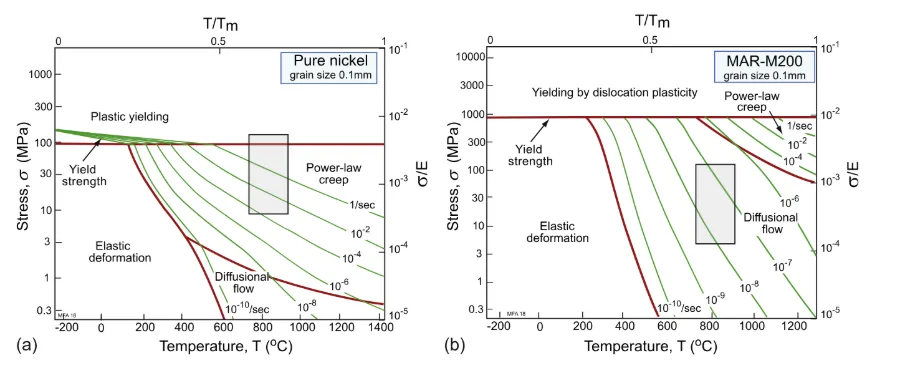 T/Tm
0 0.5 1
Pure nickel
grain size 0.1mm
Plastic yielding
Yield
strength
Power-law
creep
Elastic
deformation
Diffusional
flow
1/sec
10-2
10-4
10-6
10-8
10-10/sec
Stress, σ (MPa)
1000
300
100
30
10
3
1
0.3
10-1
10-2
10-3
10-4
10-5
σ/E
MFA 18
-200 0 200 400 600 800 1000 1200 1400
(a) Temperature, T (oC)
T/Tm
0 0.5 1
MAR-M200
grain size 0.1mm
Yielding by dislocation plasticity
Power-law
creep
Yield
strength
Elastic
deformation
Diffusional
flow
1/sec
10-2
10-4
10-6
10-7
10-8
10-9
10-10/sec
Stress, σ (MPa)
10000
3000
1000
300
100
30
10
3
1
0.3
10-1
10-2
10-3
10-4
10-5
σ/E
MFA 18
-200 0 200 400 600 800 1000 1200
(b) Temperature, T (oC)